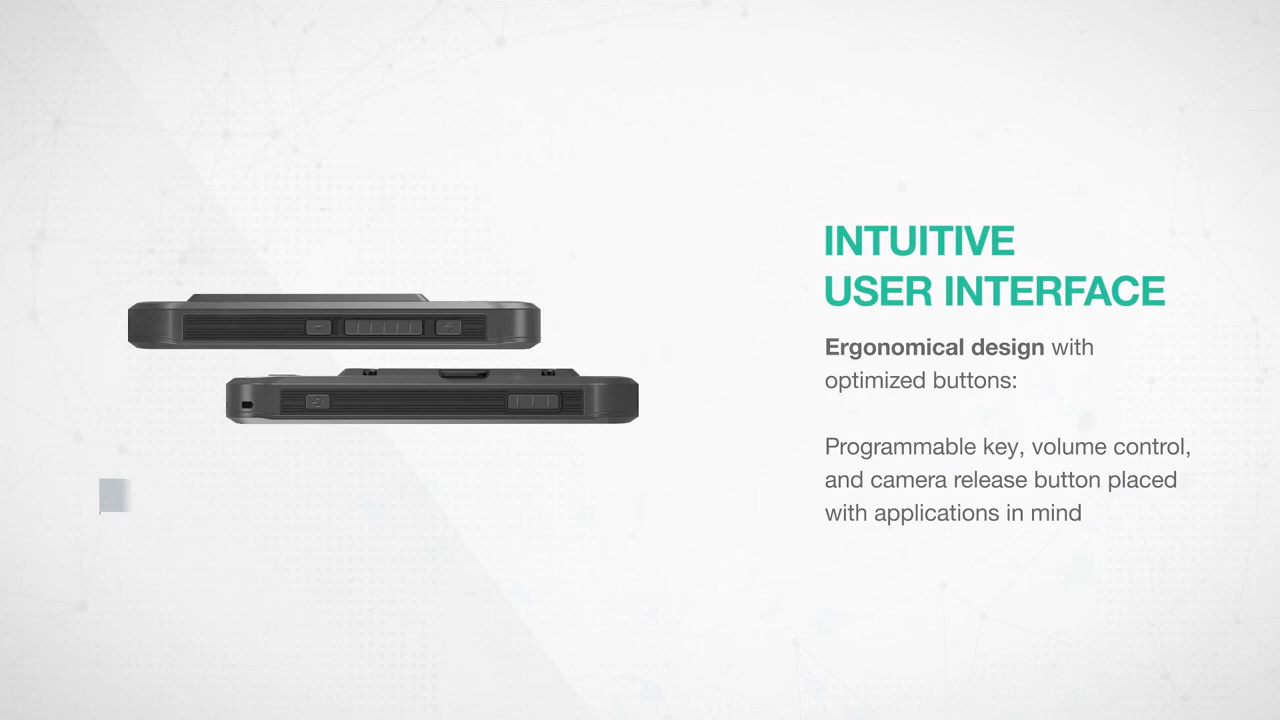 INTUITIVE
USER INTERFACE
Ergonomical design with
optimized buttons:
Programmable key, volume control,
and camera release button placed
with applications in mind